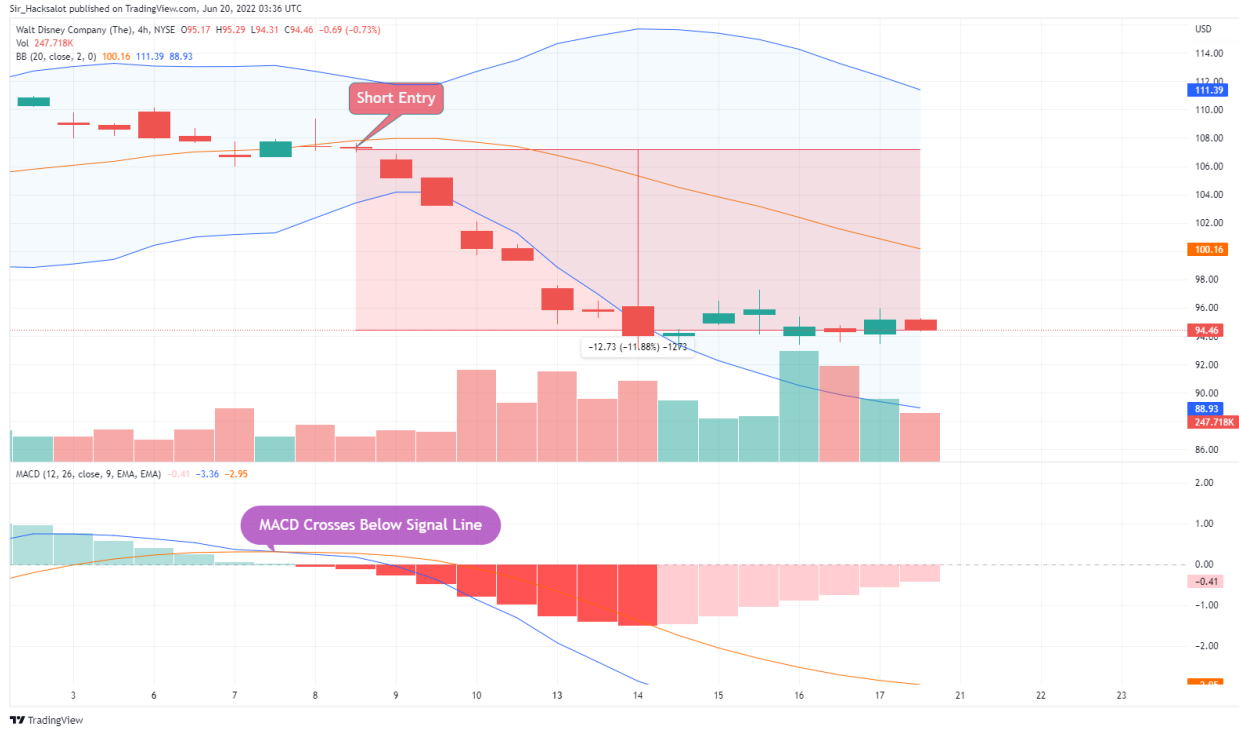 Sir_Hacksalot published on TradingView.com, Jun 20, 2022 03:36 UTC
Walt Disney Company (The), 4h, NYSE O95.17 H95.29 L94.31 C94.46 −0.69 (−0.73%)
USD
Vol 247.718K
BB (20, close, 2, 0) 100.16 111.39 88.93
114.00
112.00
111.39
Short Entry
110.00
108.00
106.00
104.00
102.00
100.16
98.00
96.00
94.46
94.00
−12.73 (−11.88%) −1273
92.00
90.00
88.93
247.718K
86.00
MACD (12, 26, close, 9, EMA, EMA) −0.41 −3.36 −2.95
2.00
MACD Crosses Below Signal Line
1.00
0.00
−0.41
−1.00
−2.00
−2.95
3 6 7 8 9 10 13 14 15 16 17 21 22 23
TradingView